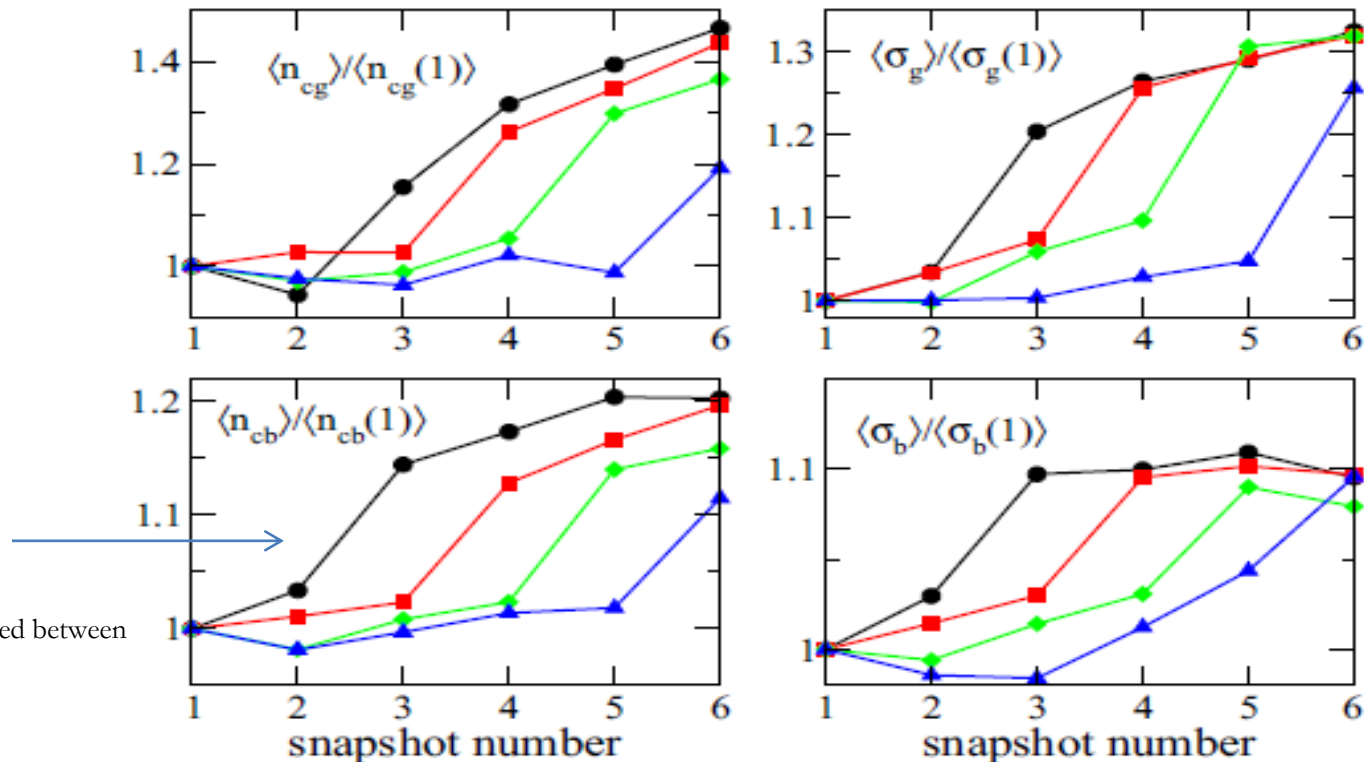 ⟨n_cg⟩/⟨n_cg(1)⟩
1.4
1.2
1
1 2 3 4 5 6
⟨σ_g⟩/⟨σ_g(1)⟩
1.3
1.2
1.1
1
1 2 3 4 5 6
⟨n_cb⟩/⟨n_cb(1)⟩
1.2
1.1
1
1 2 3 4 5 6
snapshot number
⟨σ_b⟩/⟨σ_b(1)⟩
1.1
1
1 2 3 4 5 6
snapshot number
ed between